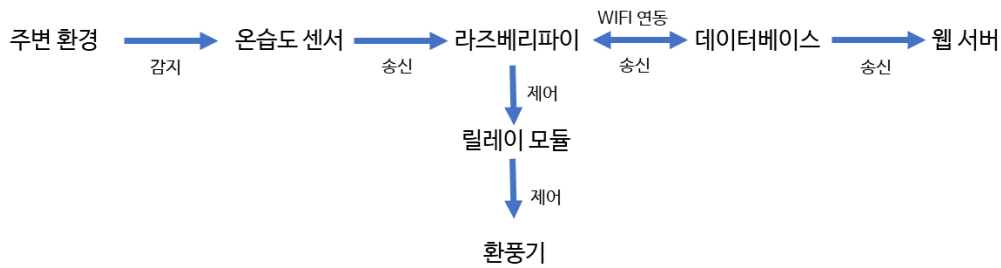 WIFI 연동
주변 환경 온습도 센서 라즈베리파이 데이터베이스 웹 서버
감지 송신 송신 송신
제어
릴레이 모듈
제어
환풍기